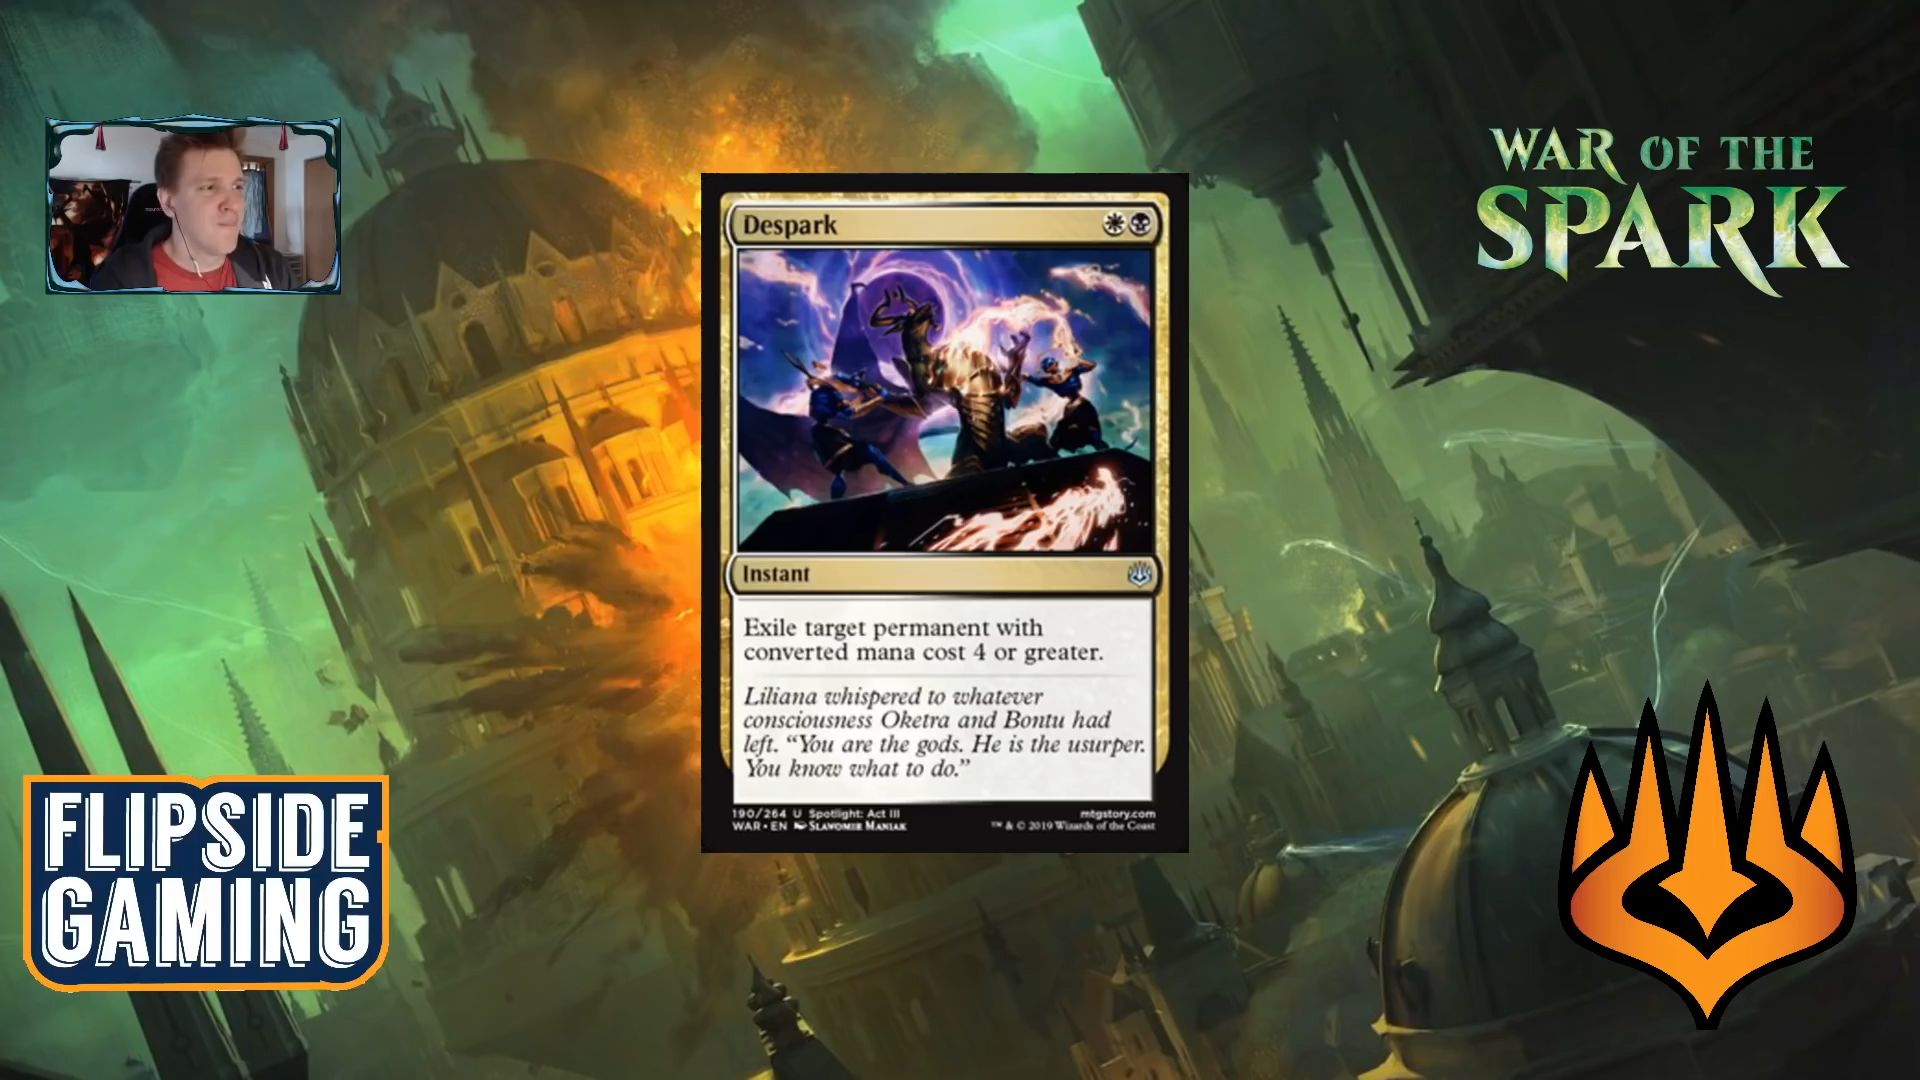 WAR OF THE
SPARK
Despark
Instant
Exile target permanent with
converted mana cost 4 or greater.
Liliana whispered to whatever
consciousness Oketra and Bontu had
left. “You are the gods. He is the usurper.
You know what to do.”
190/264 U Spotlight: Act III
mtgstory.com
WAR • EN Slawomir Maniak
™ & © 2019 Wizards of the Coast
FLIPSIDE
GAMING